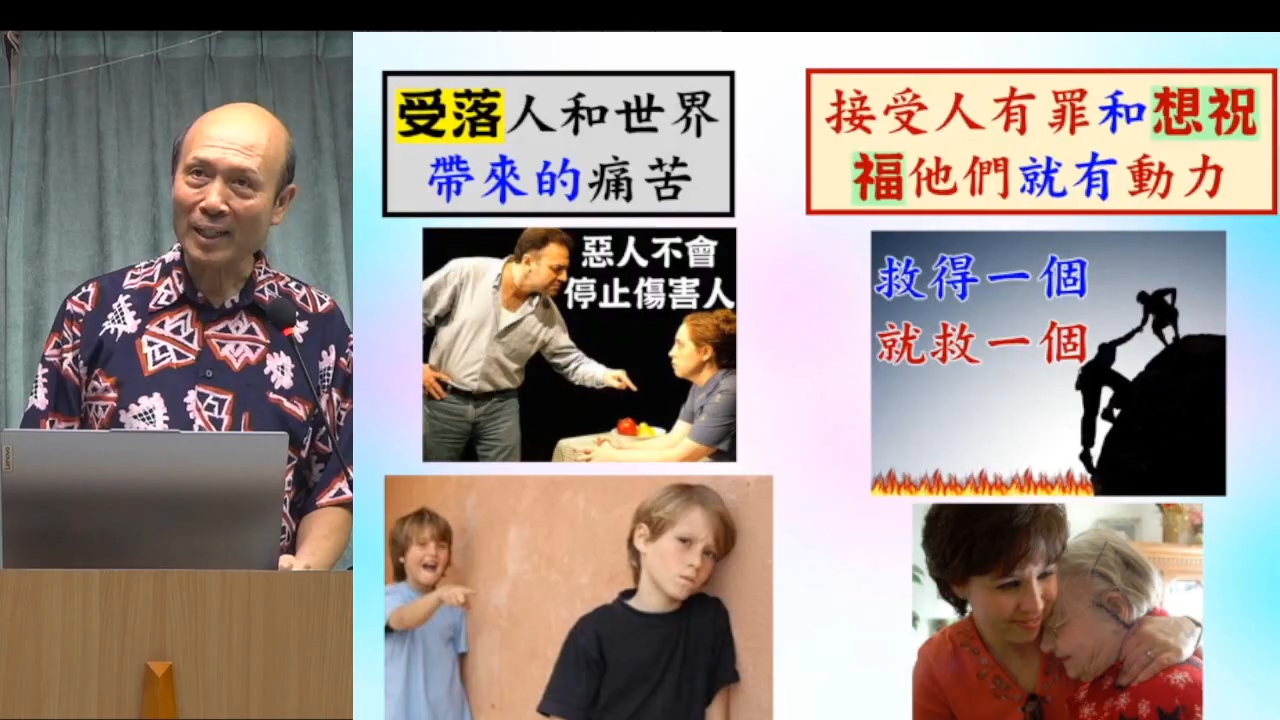 受落人和世界
帶來的痛苦
惡人不會
停止傷害人
接受人有罪和想祝
福他們就有動力
救得一個
就救一個
Lenovo